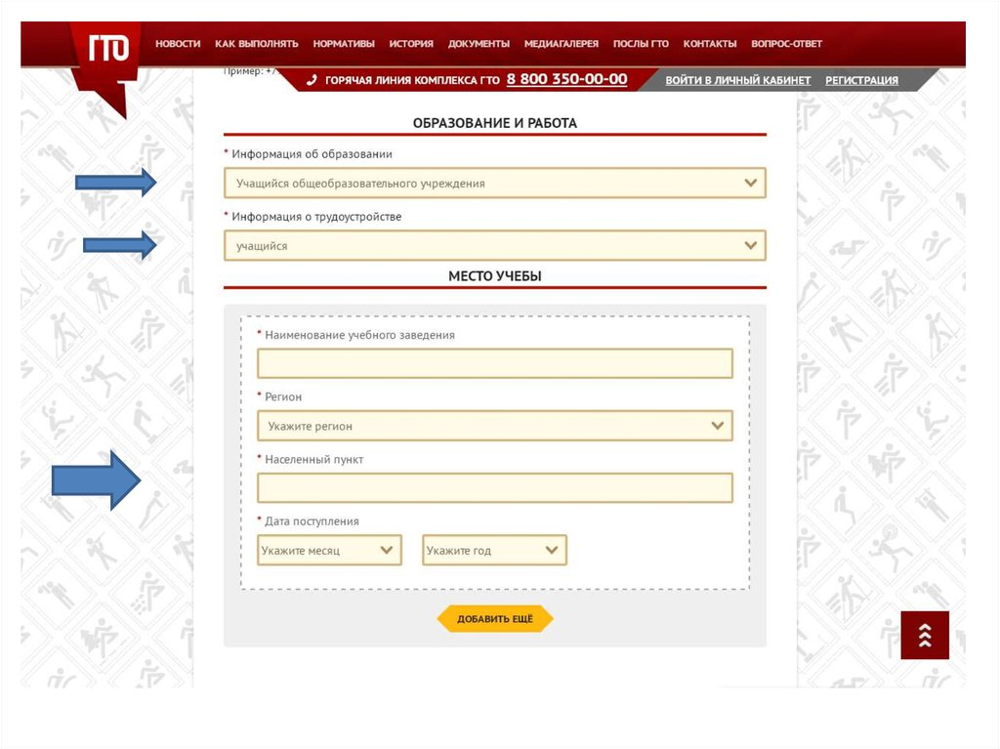 ГТО
НОВОСТИ КАК ВЫПОЛНЯТЬ НОРМАТИВЫ ИСТОРИЯ ДОКУМЕНТЫ МЕДИАГАЛЕРЕЯ ПОСЛЫ ГТО КОНТАКТЫ ВОПРОС-ОТВЕТ
Пример: +7
ГОРЯЧАЯ ЛИНИЯ КОМПЛЕКСА ГТО 8 800 350-00-00 ВОЙТИ В ЛИЧНЫЙ КАБИНЕТ РЕГИСТРАЦИЯ
ОБРАЗОВАНИЕ И РАБОТА
* Информация об образовании
Учащийся общеобразовательного учреждения
* Информация о трудоустройстве
учащийся
МЕСТО УЧЕБЫ
* Наименование учебного заведения
* Регион
Укажите регион
* Населенный пункт
* Дата поступления
Укажите месяц Укажите год
ДОБАВИТЬ ЕЩЁ